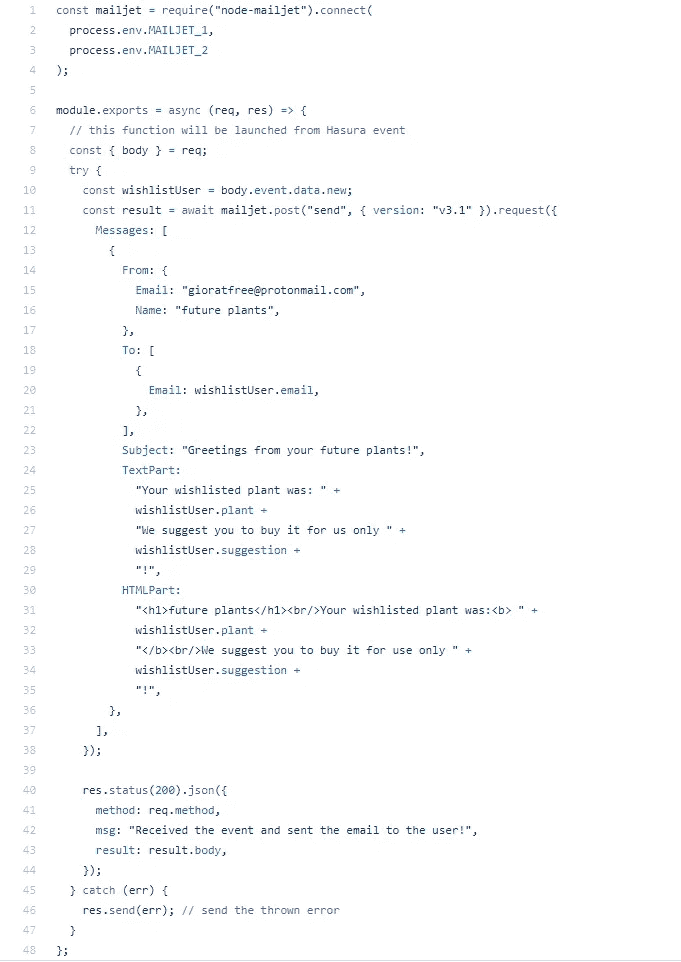 1 const mailjet = require("node-mailjet").connect(
2   process.env.MAILJET_1,
3   process.env.MAILJET_2
4 );
5
6 module.exports = async (req, res) => {
7   // this function will be launched from Hasura event
8   const { body } = req;
9   try {
10     const wishlistUser = body.event.data.new;
11     const result = await mailjet.post("send", { version: "v3.1" }).request({
12       Messages: [
13         {
14           From: {
15             Email: "gioratfree@protonmail.com",
16             Name: "future plants",
17           },
18           To: [
19             {
20               Email: wishlistUser.email,
21             },
22           ],
23           Subject: "Greetings from your future plants!",
24           TextPart:
25             "Your wishlisted plant was: " +
26             wishlistUser.plant +
27             "We suggest you to buy it for us only " +
28             wishlistUser.suggestion +
29             "!",
30           HTMLPart:
31             "<h1>future plants</h1><br/>Your wishlisted plant was:<b> " +
32             wishlistUser.plant +
33             "</b><br/>We suggest you to buy it for use only " +
34             wishlistUser.suggestion +
35             "!",
36         },
37       ],
38     });
39
40     res.status(200).json({
41       method: req.method,
42       msg: "Received the event and sent the email to the user!",
43       result: result.body,
44     });
45   } catch (err) {
46     res.send(err); // send the thrown error
47   }
48 };